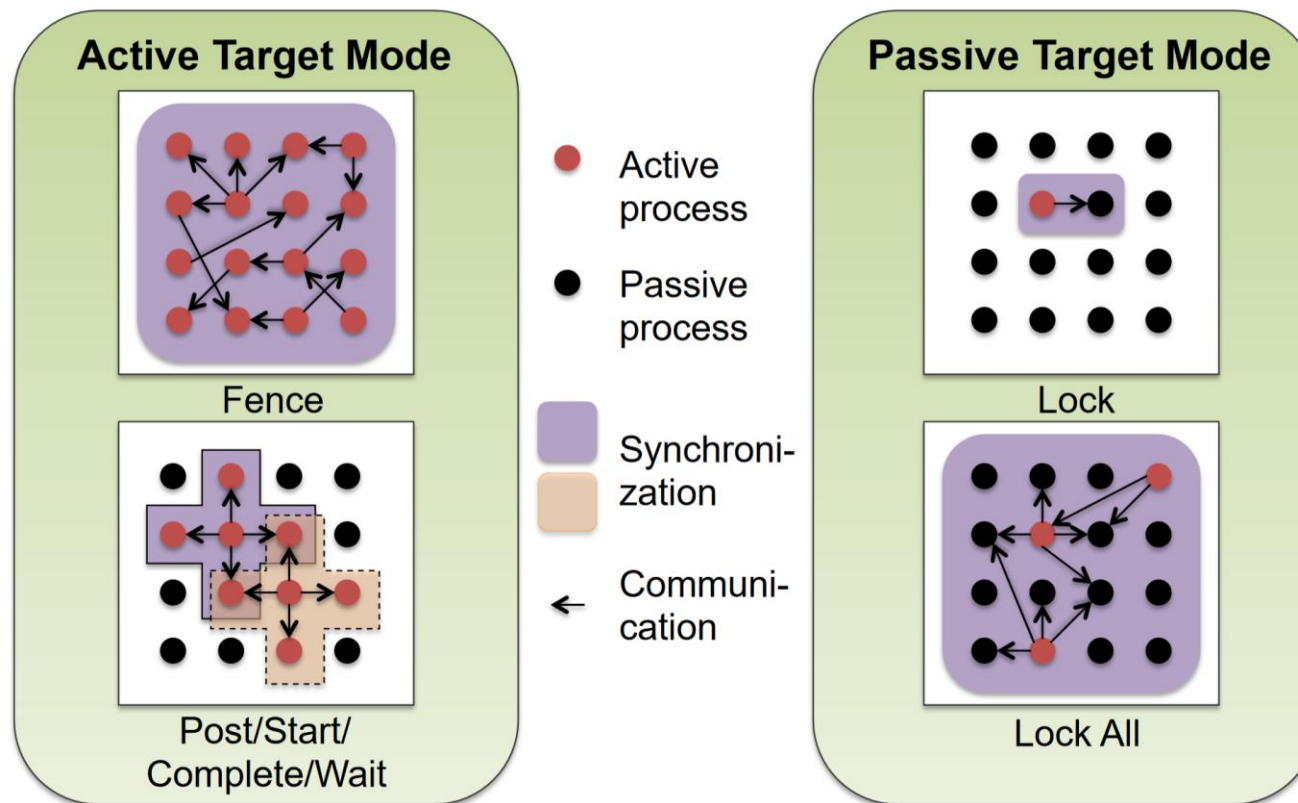 Active Target Mode
Fence
Post/Start/
Complete/Wait
Active
process
Passive
process
Synchroni-
zation
Communi-
cation
Passive Target Mode
Lock
Lock All